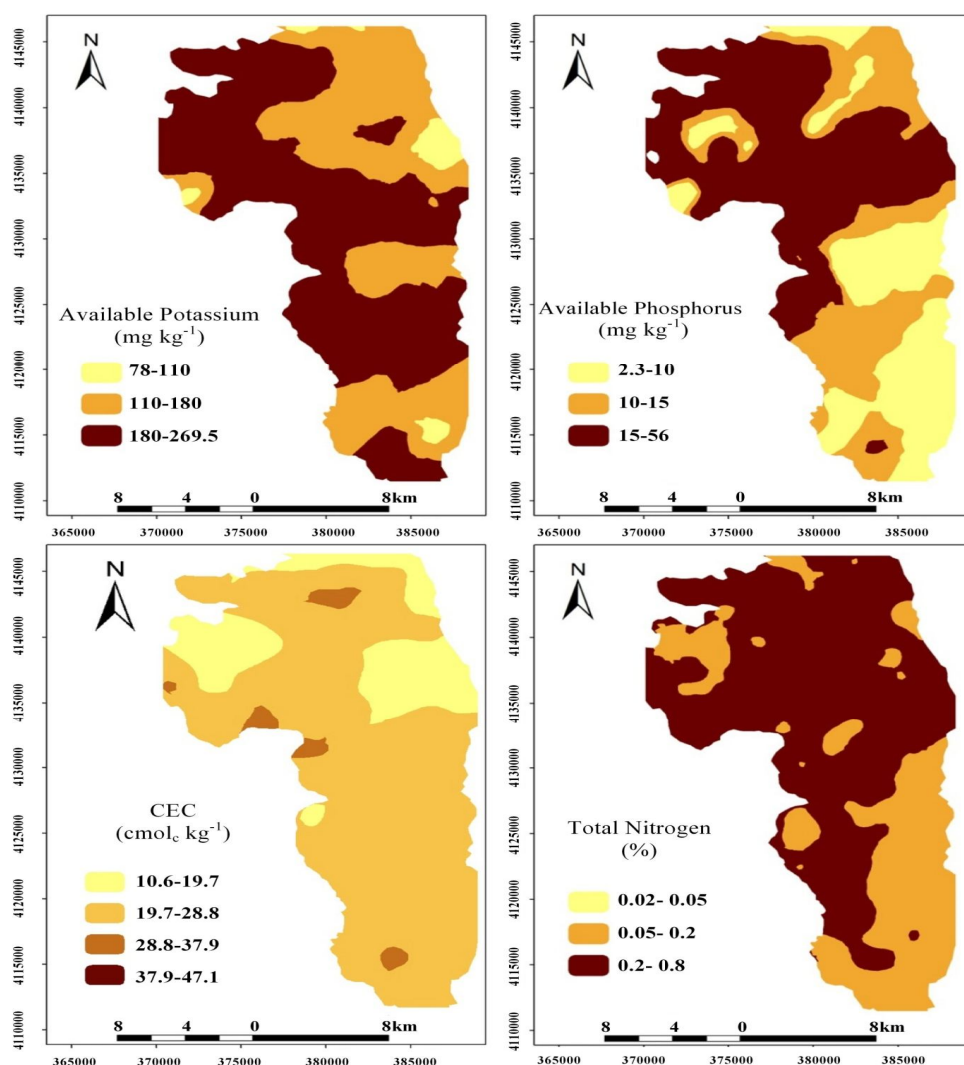 N
4145000
4140000
4135000
4130000
4125000
4120000
4115000
4110000
Available Potassium
(mg kg⁻¹)
78-110
110-180
180-269.5
8 4 0 8km
365000 370000 375000 380000 385000
N
4145000
4140000
4135000
4130000
4125000
4120000
4115000
4110000
Available Phosphorus
(mg kg⁻¹)
2.3-10
10-15
15-56
8 4 0 8km
365000 370000 375000 380000 385000
N
4145000
4140000
4135000
4130000
4125000
4120000
4115000
4110000
CEC
(cmolc kg⁻¹)
10.6-19.7
19.7-28.8
28.8-37.9
37.9-47.1
8 4 0 8km
365000 370000 375000 380000 385000
N
4145000
4140000
4135000
4130000
4125000
4120000
4115000
4110000
Total Nitrogen
(%)
0.02- 0.05
0.05- 0.2
0.2- 0.8
8 4 0 8km
365000 370000 375000 380000 385000